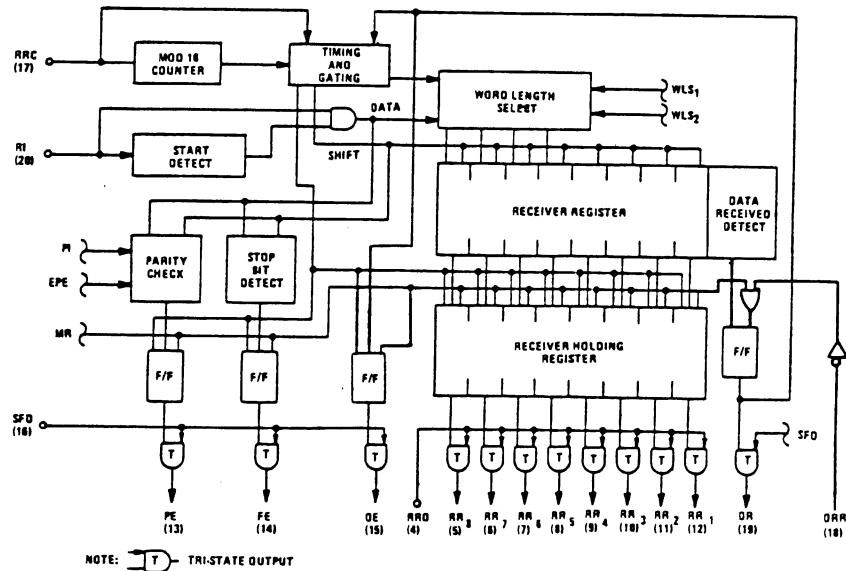 RRC
(17)
MOD 16
COUNTER
TIMING
AND
GATING
WORD LENGTH
SELECT
WLS1
WLS2
DATA
RI
(20)
START
DETECT
SHIFT
RECEIVER REGISTER
DATA
RECEIVED
DETECT
PI
EPE
PARITY
CHECK
STOP
BIT
DETECT
MR
F/F
F/F
F/F
RECEIVER HOLDING
REGISTER
F/F
SFD
(16)
SFD
T
T
T
T
T
T
T
T
T
T
T
T
PE
(13)
FE
(14)
OE
(15)
RRD
(4)
RR8
(5)
RR7
(6)
RR6
(7)
RR5
(8)
RR4
(9)
RR3
(10)
RR2
(11)
RR1
(12)
DR
(19)
DRR
(18)
NOTE: T TRI-STATE OUTPUT